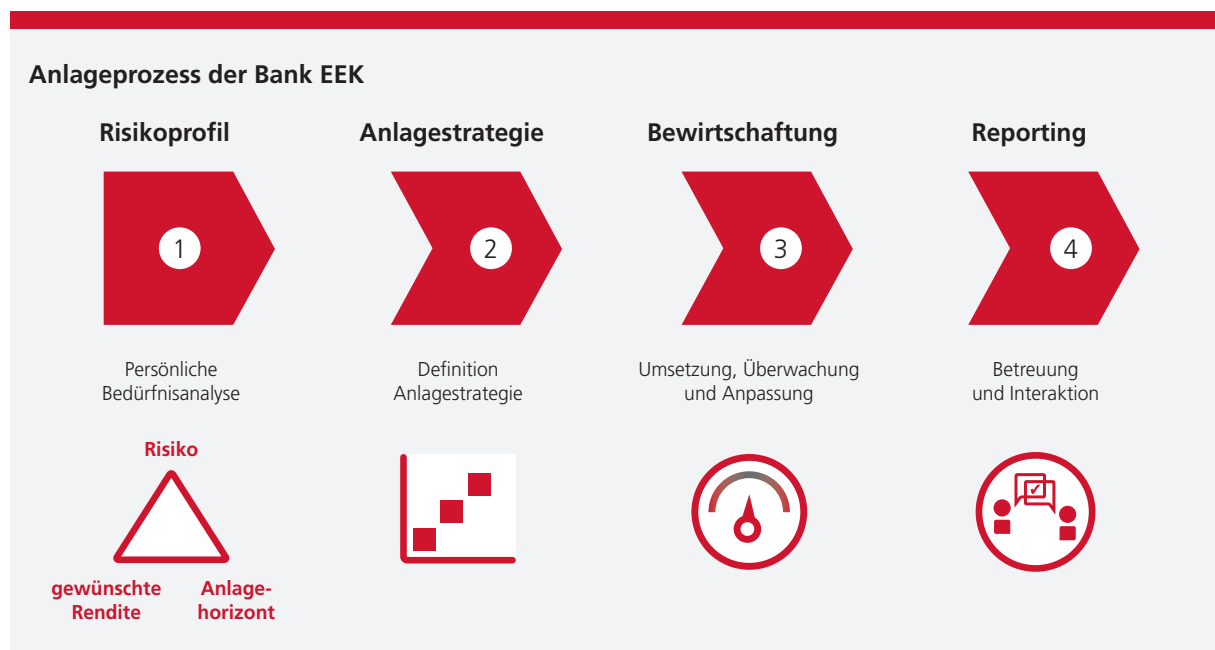 Anlageprozess der Bank EEK
Risikoprofil
Anlagestrategie
Bewirtschaftung
Reporting
1
2
3
4
Persönliche
Bedürfnisanalyse
Definition
Anlagestrategie
Umsetzung, Überwachung
und Anpassung
Betreuung
und Interaktion
Risiko
gewünschte
Rendite
Anlage-
horizont